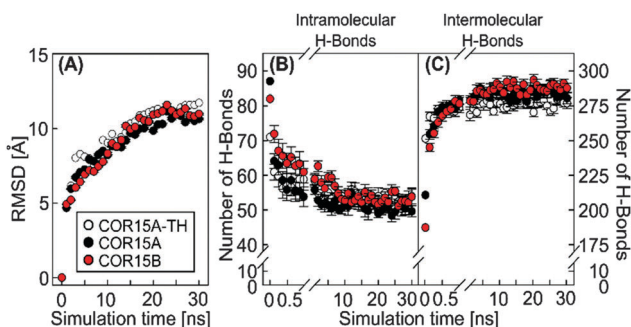 Intramolecular Intermolecular
H-Bonds H-Bonds
(A) (B) (C)
RMSD [Å]
15
10
5
0
COR15A-TH
COR15A
COR15B
0 10 20 30
Simulation time [ns]
Number of H-Bonds
90
80
70
60
50
40
10
0
0 0.5 10 20 30
0 0.5 10 20 30
Simulation time [ns]
300
275
250
225
200
175
10
0
Number of H-Bonds